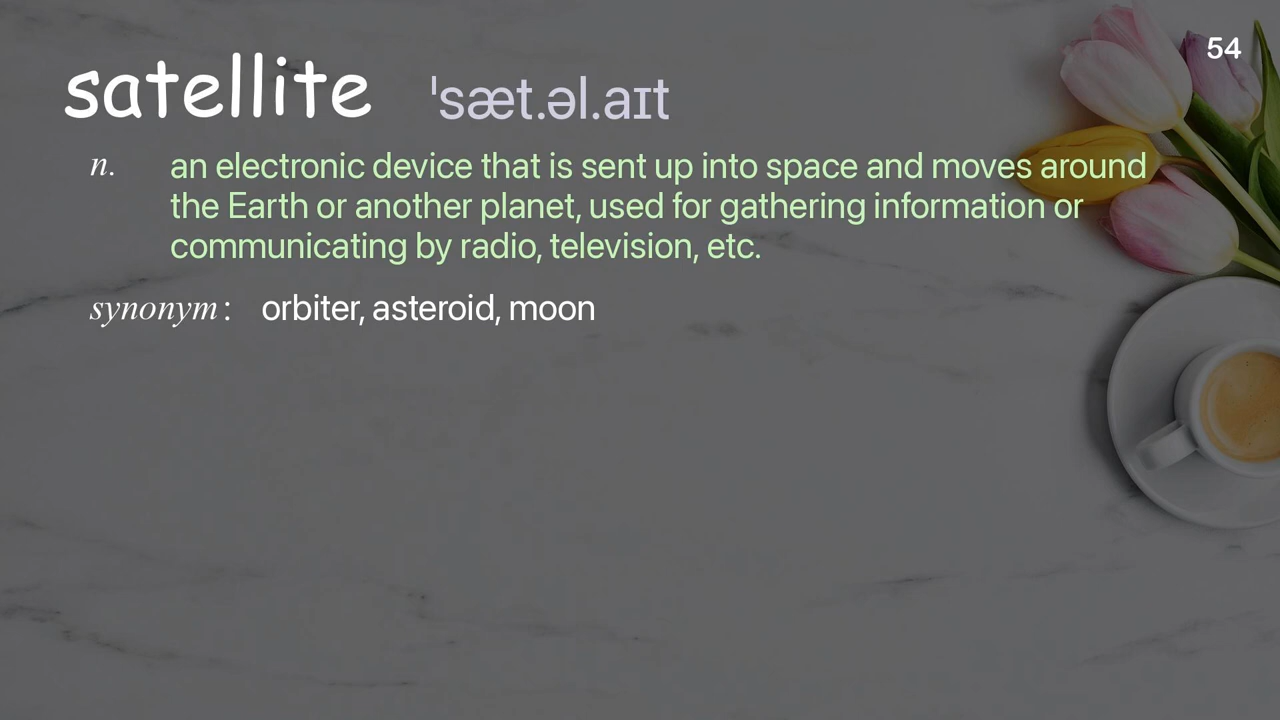 54
satellite ˈsæt.əl.aɪt
n. an electronic device that is sent up into space and moves around
the Earth or another planet, used for gathering information or
communicating by radio, television, etc.
synonym: orbiter, asteroid, moon